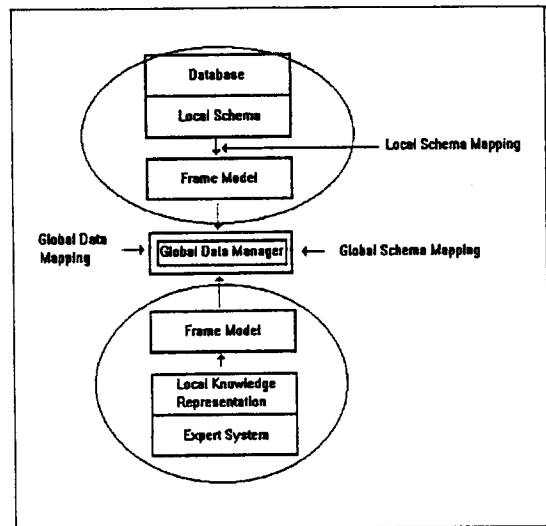 Database
Local Schema
Local Schema Mapping
Frame Model
Global Data
Mapping
Global Data Manager
Global Schema Mapping
Frame Model
Local Knowledge
Representation
Expert System